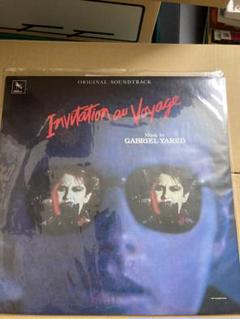 ORIGINAL SOUNDTRACK
Invitation au Voyage
Music by
GABRIEL YARED